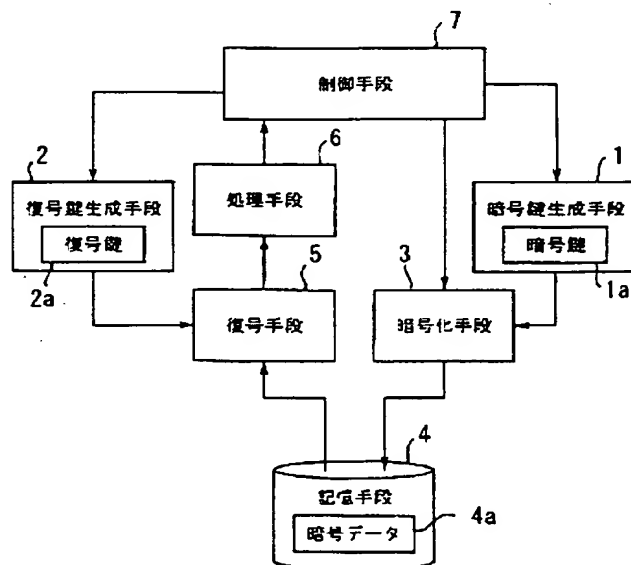 7
制御手段
6
処理手段
2
復号鍵生成手段
復号鍵
2a
1
暗号鍵生成手段
暗号鍵
1a
5
復号手段
3
暗号化手段
4
記憶手段
暗号データ
4a